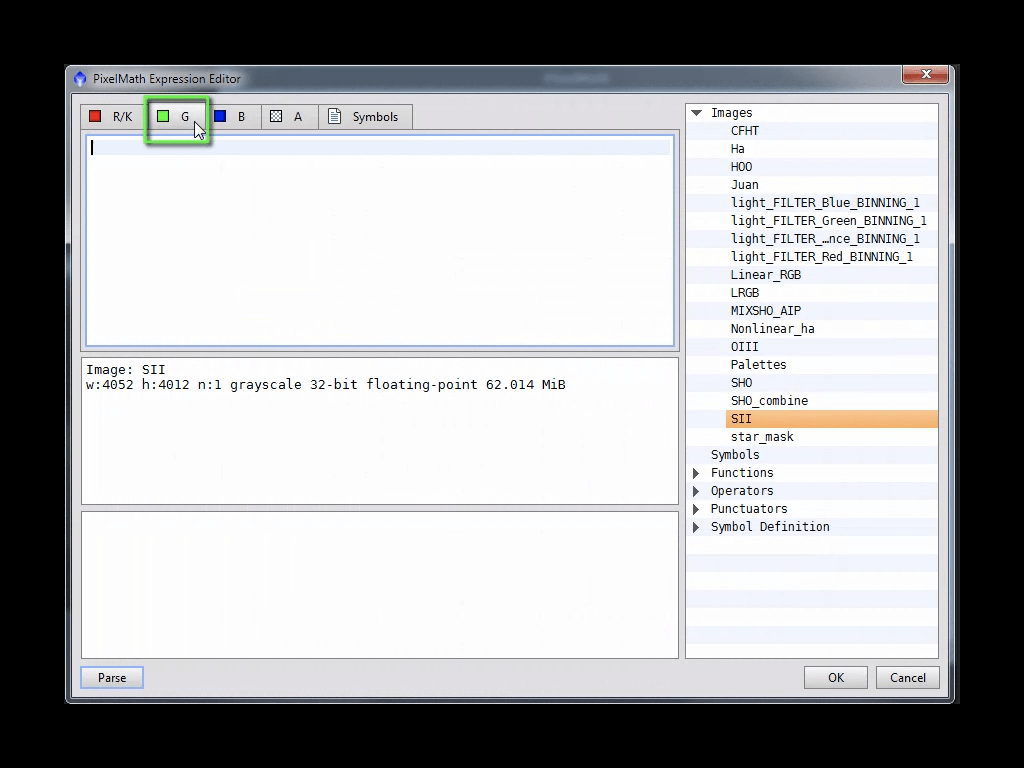 PixelMath Expression Editor
R/K G B A Symbols
Image: SII
w:4052 h:4012 n:1 grayscale 32-bit floating-point 62.014 MiB
Parse
Images
CFHT
Ha
HOO
Juan
light_FILTER_Blue_BINNING_1
light_FILTER_Green_BINNING_1
light_FILTER_…nce_BINNING_1
light_FILTER_Red_BINNING_1
Linear_RGB
LRGB
MIXSHO_AIP
Nonlinear_ha
OIII
Palettes
SHO
SHO_combine
SII
star_mask
Symbols
Functions
Operators
Punctuators
Symbol Definition
OK Cancel